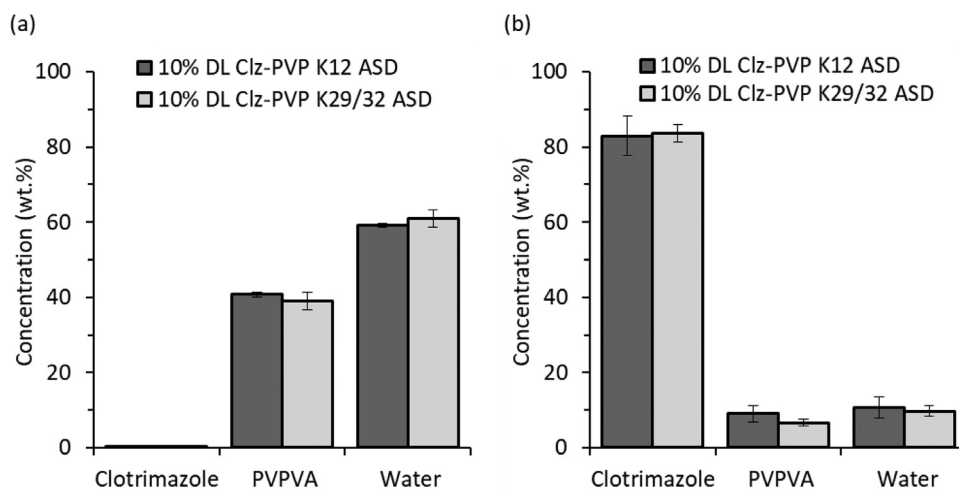 (a)
10% DL Clz-PVP K12 ASD
10% DL Clz-PVP K29/32 ASD
Concentration (wt.%)
100
80
60
40
20
0
Clotrimazole PVPVA Water
(b)
10% DL Clz-PVP K12 ASD
10% DL Clz-PVP K29/32 ASD
Concentration (wt.%)
100
80
60
40
20
0
Clotrimazole PVPVA Water